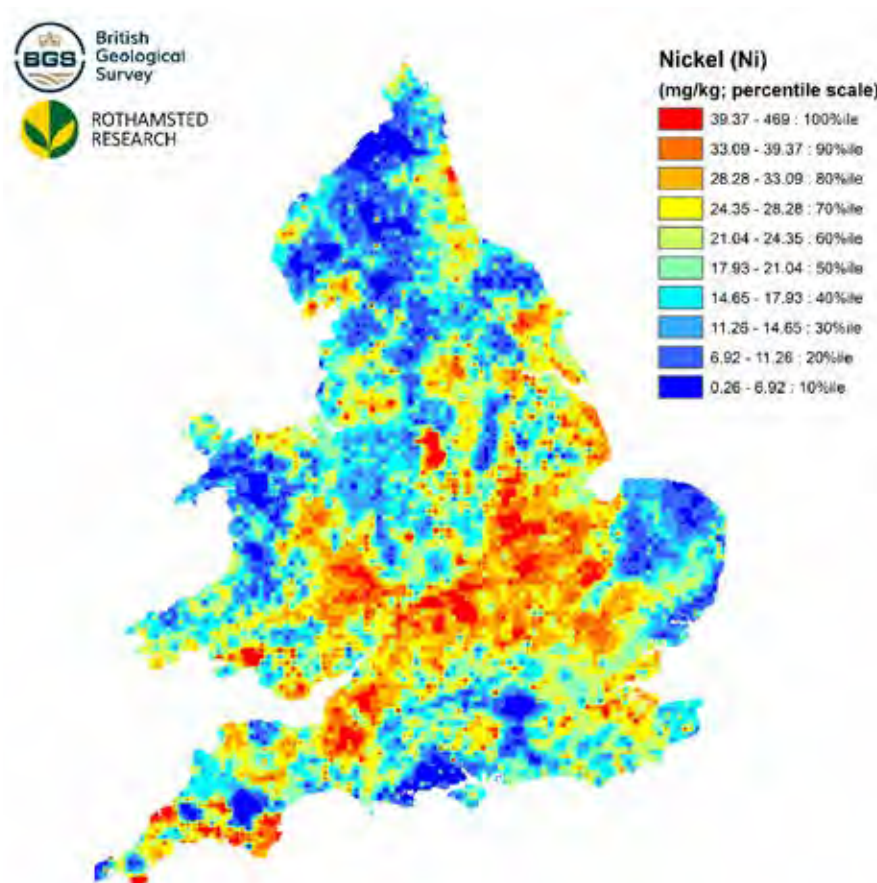 BGS
British
Geological
Survey
ROTHAMSTED
RESEARCH
Nickel (Ni)
(mg/kg; percentile scale)
39.37 - 469 : 100%ile
33.09 - 39.37 : 90%ile
28.28 - 33.09 : 80%ile
24.35 - 28.28 : 70%ile
21.04 - 24.35 : 60%ile
17.93 - 21.04 : 50%ile
14.65 - 17.93 : 40%ile
11.26 - 14.65 : 30%ile
6.92 - 11.26 : 20%ile
0.26 - 6.92 : 10%ile